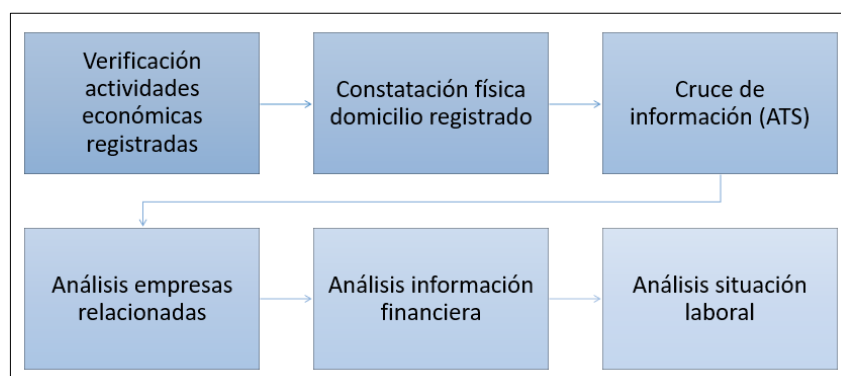 Verificación
actividades
económicas
registradas
Constatación física
domicilio registrado
Cruce de
información (ATS)
Análisis empresas
relacionadas
Análisis información
financiera
Análisis situación
laboral